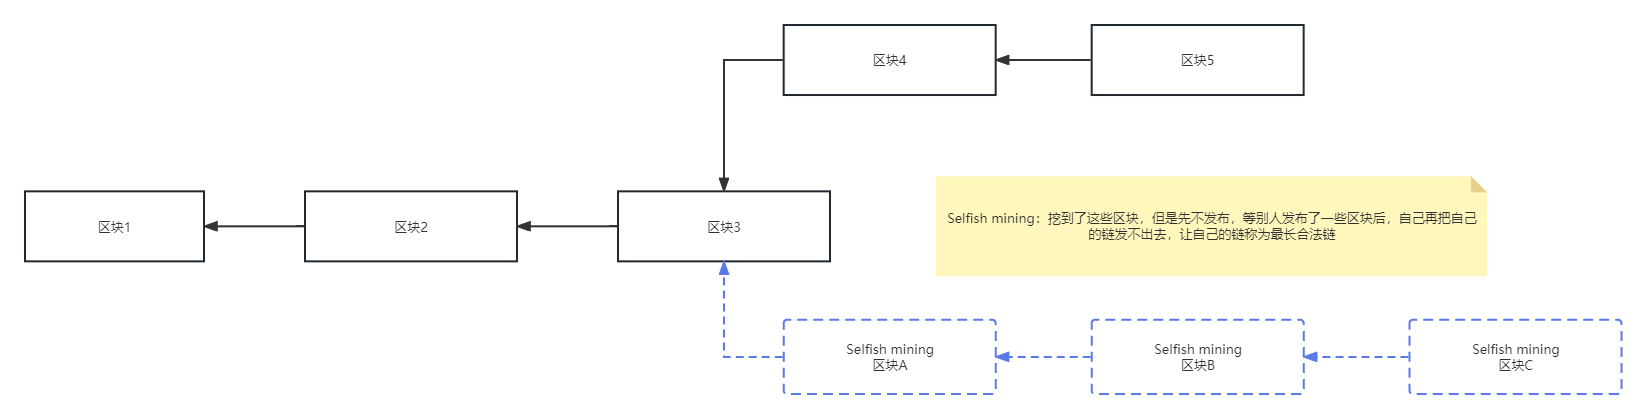 区块4
区块5
区块1
区块2
区块3
Selfish mining：挖到了这些区块，但是先不发布，等别人发布了一些区块后，自己再把自己
的链发不出去，让自己的链称为最长合法链
Selfish mining
区块A
Selfish mining
区块B
Selfish mining
区块C